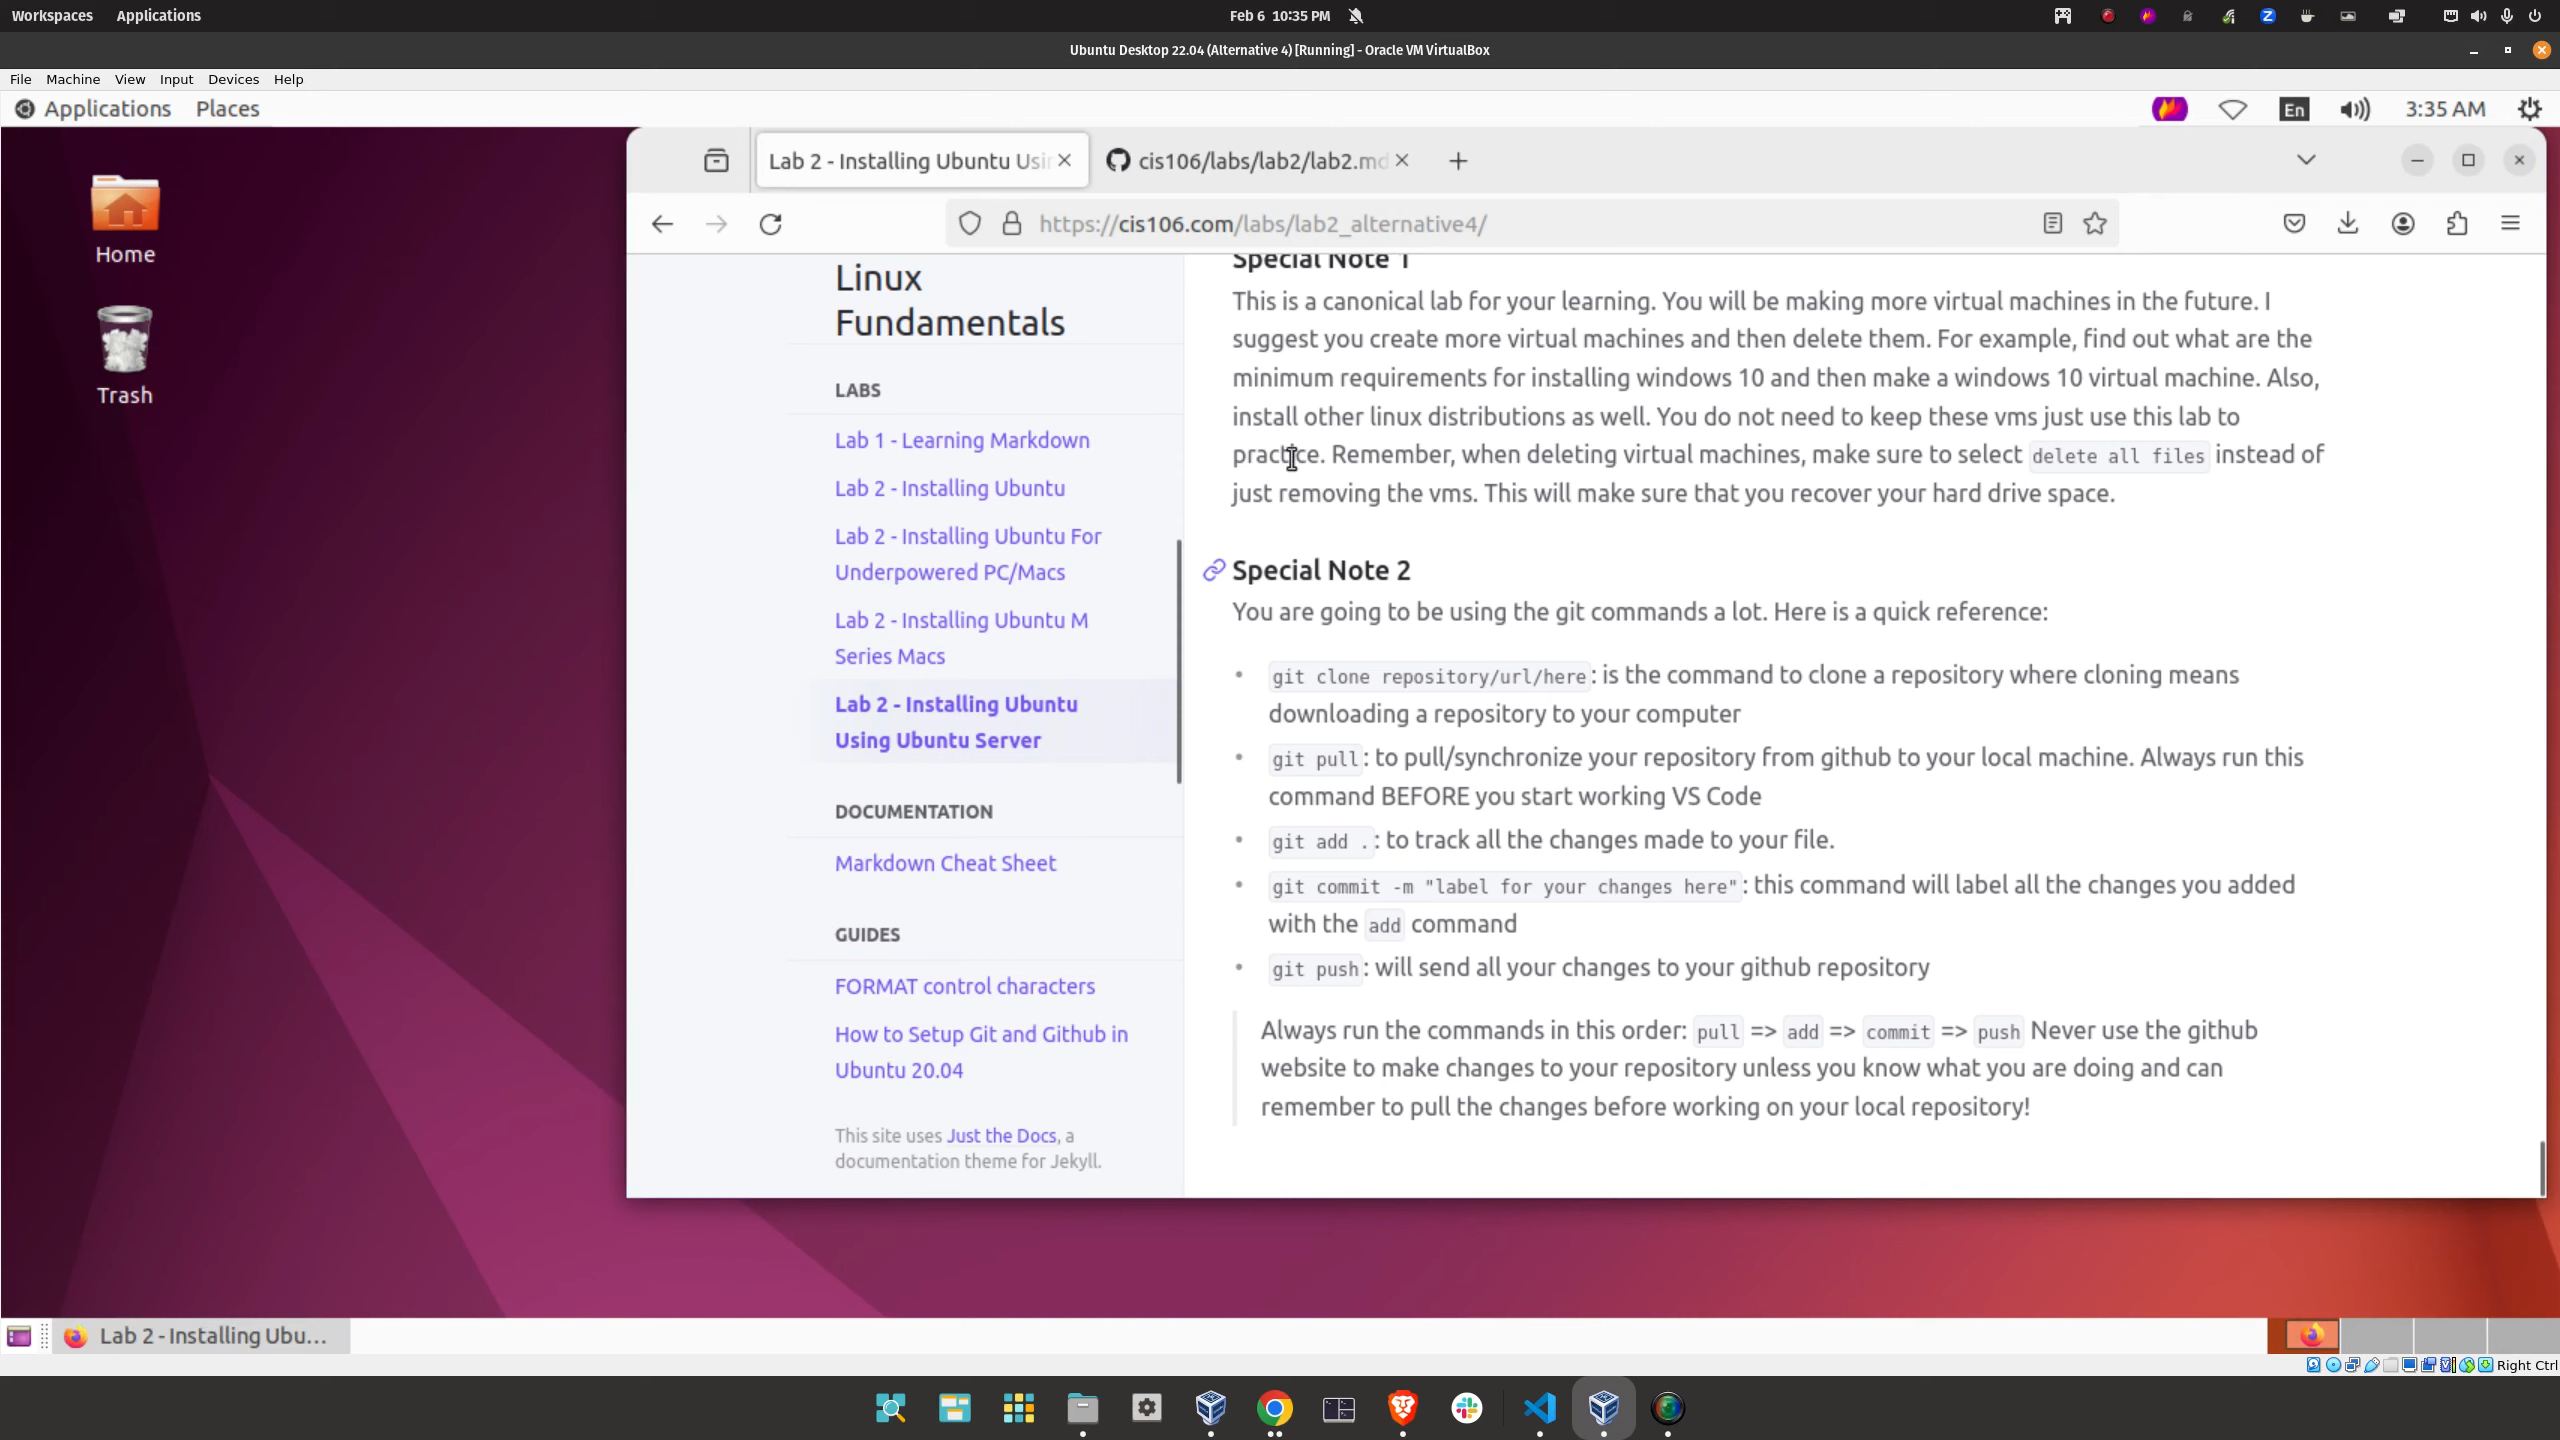 Workspaces Applications
Feb 6 10:35 PM
Ubuntu Desktop 22.04 (Alternative 4) [Running] - Oracle VM VirtualBox
File Machine View Input Devices Help
Applications Places
En 3:35 AM
Home
Trash
Lab 2 - Installing Ubuntu Usi
cis106/labs/lab2/lab2.md
https://cis106.com/labs/lab2_alternative4/
Linux
Fundamentals
LABS
Lab 1 - Learning Markdown
Lab 2 - Installing Ubuntu
Lab 2 - Installing Ubuntu For
Underpowered PC/Macs
Lab 2 - Installing Ubuntu M
Series Macs
Lab 2 - Installing Ubuntu
Using Ubuntu Server
DOCUMENTATION
Markdown Cheat Sheet
GUIDES
FORMAT control characters
How to Setup Git and Github in
Ubuntu 20.04
This site uses Just the Docs, a
documentation theme for Jekyll.
Special Note 1
This is a canonical lab for your learning. You will be making more virtual machines in the future. I
suggest you create more virtual machines and then delete them. For example, find out what are the
minimum requirements for installing windows 10 and then make a windows 10 virtual machine. Also,
install other linux distributions as well. You do not need to keep these vms just use this lab to
practice. Remember, when deleting virtual machines, make sure to select delete all files instead of
just removing the vms. This will make sure that you recover your hard drive space.
Special Note 2
You are going to be using the git commands a lot. Here is a quick reference:
• git clone repository/url/here: is the command to clone a repository where cloning means
downloading a repository to your computer
• git pull: to pull/synchronize your repository from github to your local machine. Always run this
command BEFORE you start working VS Code
• git add .: to track all the changes made to your file.
• git commit -m "label for your changes here": this command will label all the changes you added
with the add command
• git push: will send all your changes to your github repository
Always run the commands in this order: pull => add => commit => push Never use the github
website to make changes to your repository unless you know what you are doing and can
remember to pull the changes before working on your local repository!
Lab 2 - Installing Ubu...
Right Ctrl